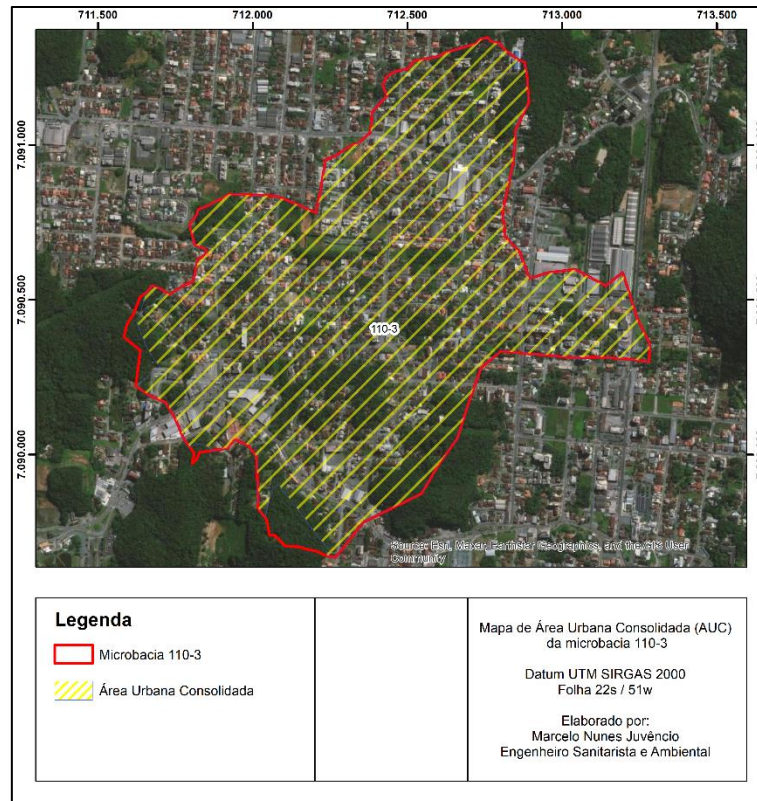 711.500 712.000 712.500 713.000 713.500
7.091.000
7.090.500
7.090.000
110-3
Source: Esri, Maxar, Earthstar Geographics, and the GIS User
Community
Legenda
Microbacia 110-3
Área Urbana Consolidada
Mapa de Área Urbana Consolidada (AUC)
da microbacia 110-3
Datum UTM SIRGAS 2000
Folha 22s / 51w
Elaborado por:
Marcelo Nunes Juvêncio
Engenheiro Sanitarista e Ambiental